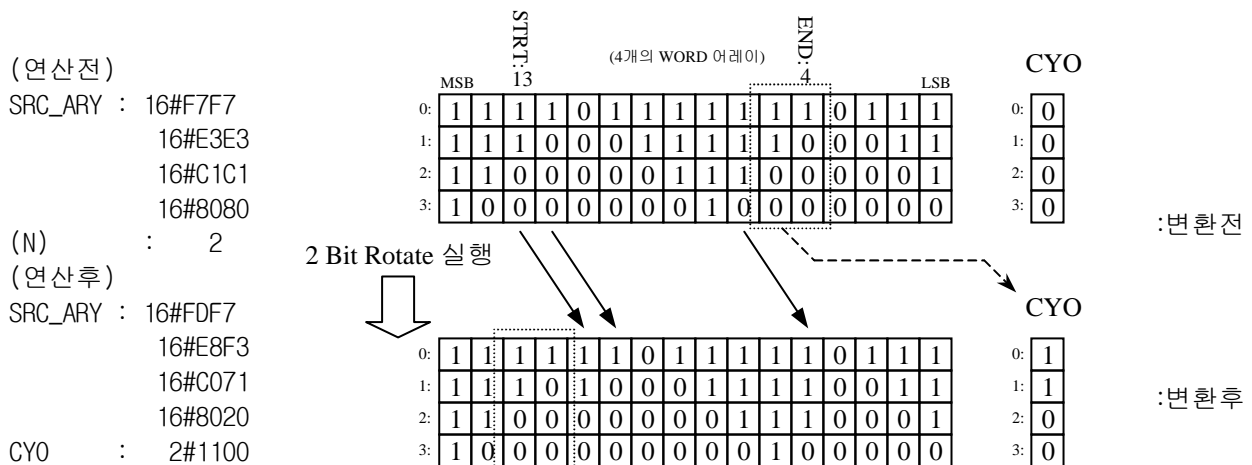 STRT:
13
(4개의 WORD 어레이)
END:
4
CYO
(연산전)
SRC_ARY : 16#F7F7
16#E3E3
16#C1C1
16#8080
(N) : 2
(연산후)
SRC_ARY : 16#FDF7
16#E8F3
16#C071
16#8020
CYO : 2#1100
MSB
LSB
0: 1 1 1 1 0 1 1 1 1 1 1 1 0 1 1 1
1: 1 1 1 0 0 0 1 1 1 1 1 0 0 0 1 1
2: 1 1 0 0 0 0 0 1 1 1 0 0 0 0 0 1
3: 1 0 0 0 0 0 0 0 1 0 0 0 0 0 0 0
0: 0
1: 0
2: 0
3: 0
:변환전
2 Bit Rotate 실행
CYO
0: 1 1 1 1 1 1 0 1 1 1 1 1 0 1 1 1
1: 1 1 1 0 1 0 0 0 1 1 1 1 0 0 1 1
2: 1 1 0 0 0 0 0 0 0 1 1 1 0 0 0 1
3: 1 0 0 0 0 0 0 0 0 0 1 0 0 0 0 0
0: 1
1: 1
2: 0
3: 0
:변환후